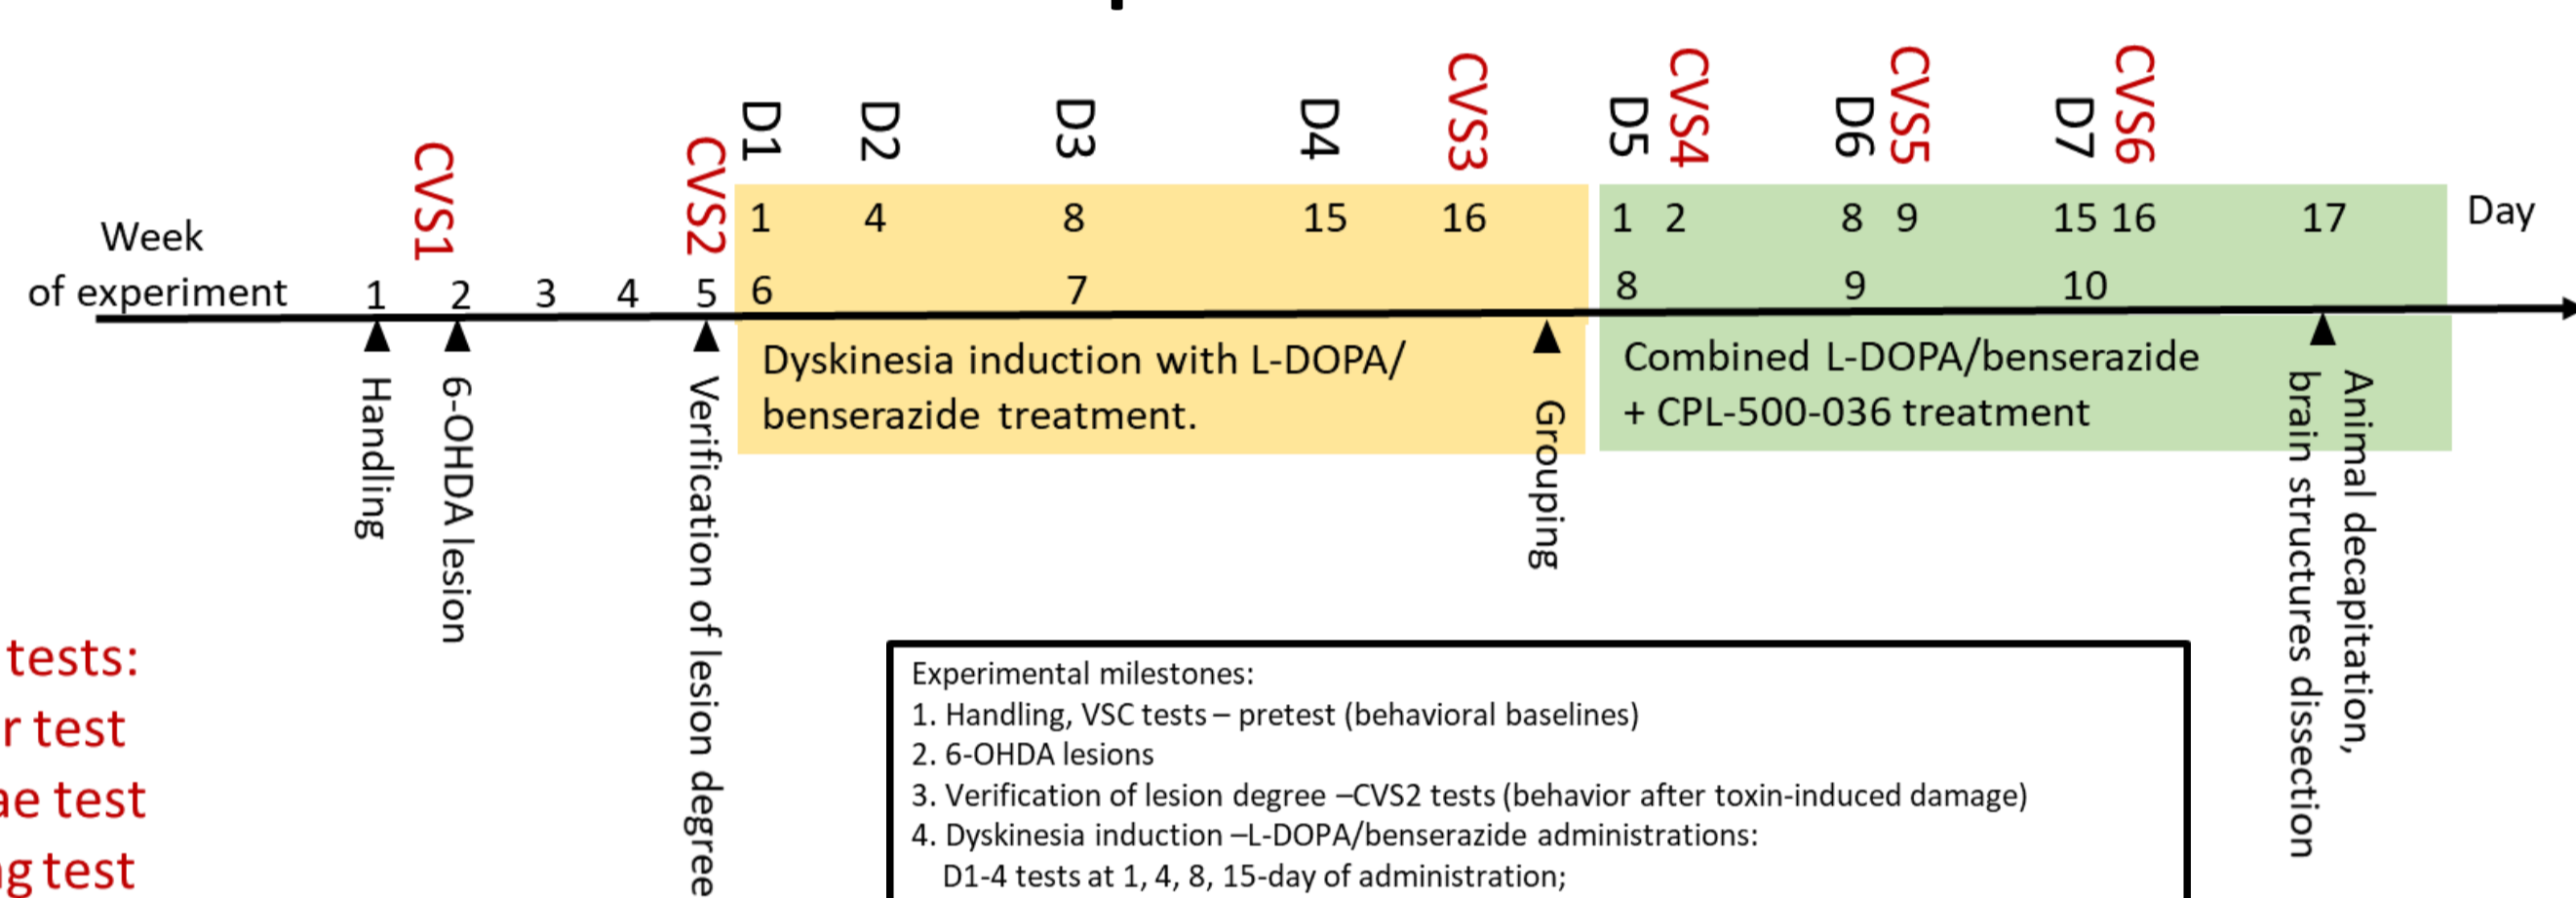 CVS1
CVS2
D1
D2
D3
D4
CVS3
D5
CVS4
D6
CVS5
D7
CVS6
1 4 8 15 16 1 2 8 9 15 16 17 Day
Week
of experiment 1 2 3 4 5 6 7 8 9 10
Handling
6-OHDA lesion
Verification of lesion degree
Dyskinesia induction with L-DOPA/
benserazide treatment.
Grouping
Combined L-DOPA/benserazide
+ CPL-500-036 treatment
Animal decapitation,
brain structures dissection
tests:
r test
ae test
g test
Experimental milestones:
1. Handling, VSC tests – pretest (behavioral baselines)
2. 6-OHDA lesions
3. Verification of lesion degree –CVS2 tests (behavior after toxin-induced damage)
4. Dyskinesia induction –L-DOPA/benserazide administrations:
D1-4 tests at 1, 4, 8, 15-day of administration;